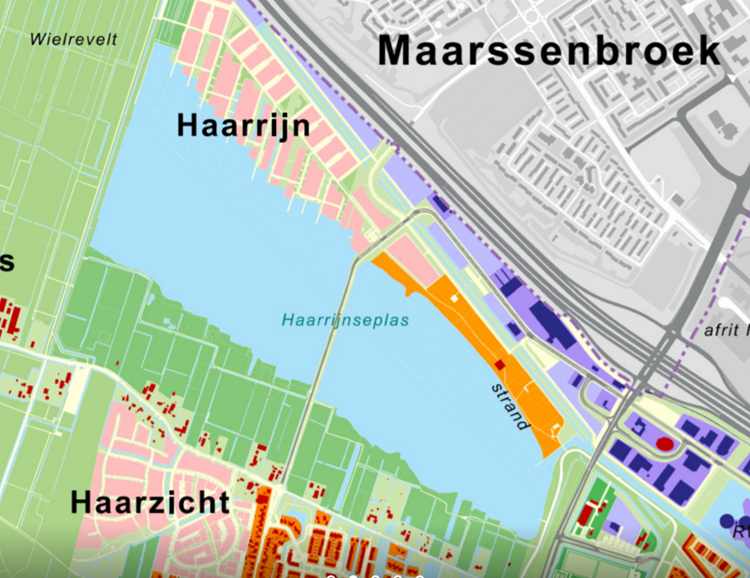 Wielrevelt
Maarssenbroek
Haarrijn
s
Haarrijnseplas
afrit
strand
Haarzicht